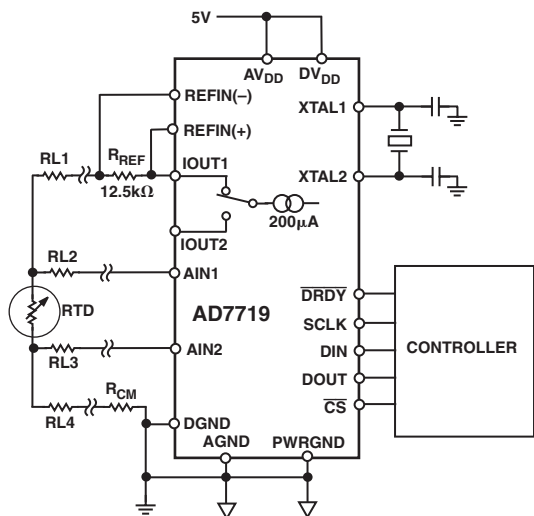 5V
AVDD
DVDD
REFIN(–)
XTAL1
REFIN(+)
RL1
RREF
12.5kΩ
IOUT1
XTAL2
200µA
IOUT2
RL2
AIN1
RTD
AD7719
DRDY
SCLK
DIN
DOUT
CS
CONTROLLER
RL3
AIN2
RL4
RCM
DGND
AGND
PWRGND